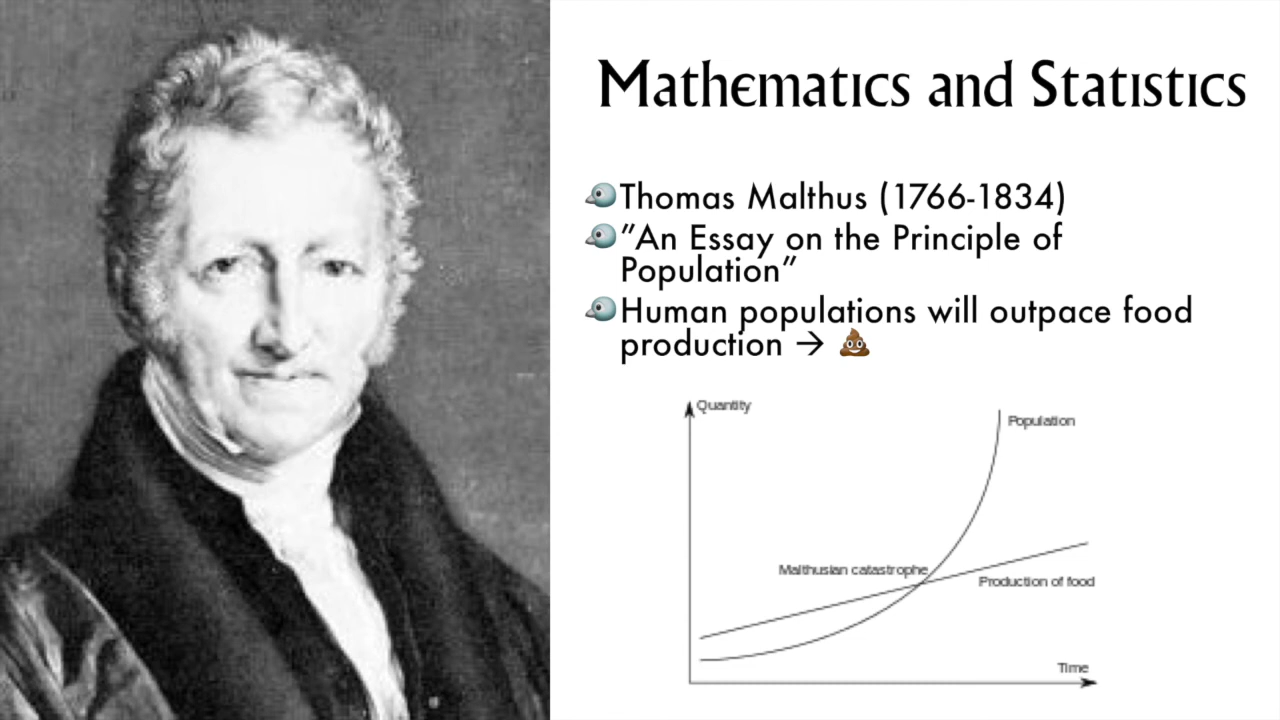 Mathematics and Statistics
Thomas Malthus (1766-1834)
”An Essay on the Principle of
Population”
Human populations will outpace food
production → 💩
Quantity
Population
Malthusian catastrophe
Production of food
Time